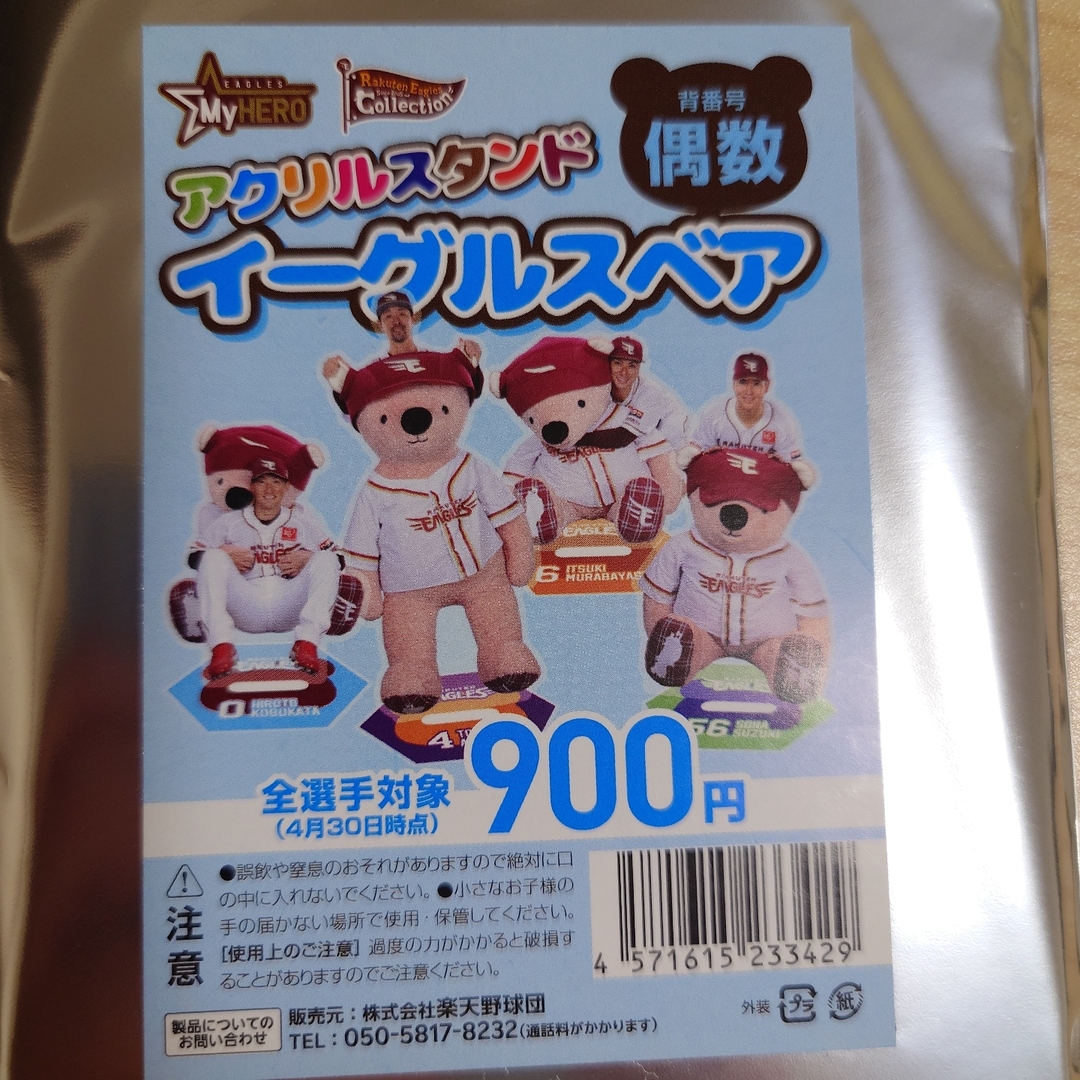 EAGLES
MyHERO
Rakuten Eagles
Collection
背番号
偶数
アクリルスタンド
イーグルスベア
EAGLES
EAGLES
6 ITSUKI
MURABAYAS
0 HIROTO
KOBUKATA
4
56
SUZUKI
全選手対象
(4月30日時点)
900円
注意
●誤飲や窒息のおそれがありますので絶対に口
の中に入れないでください。●小さなお子様の
手の届かない場所で使用・保管してください。
[使用上のご注意] 過度の力がかかると破損す
ることがありますのでご注意ください。
4 571615 233429
外装 プラ 紙
製品についての
お問い合わせ
販売元:株式会社楽天野球団
TEL:050-5817-8232(通話料がかかります)